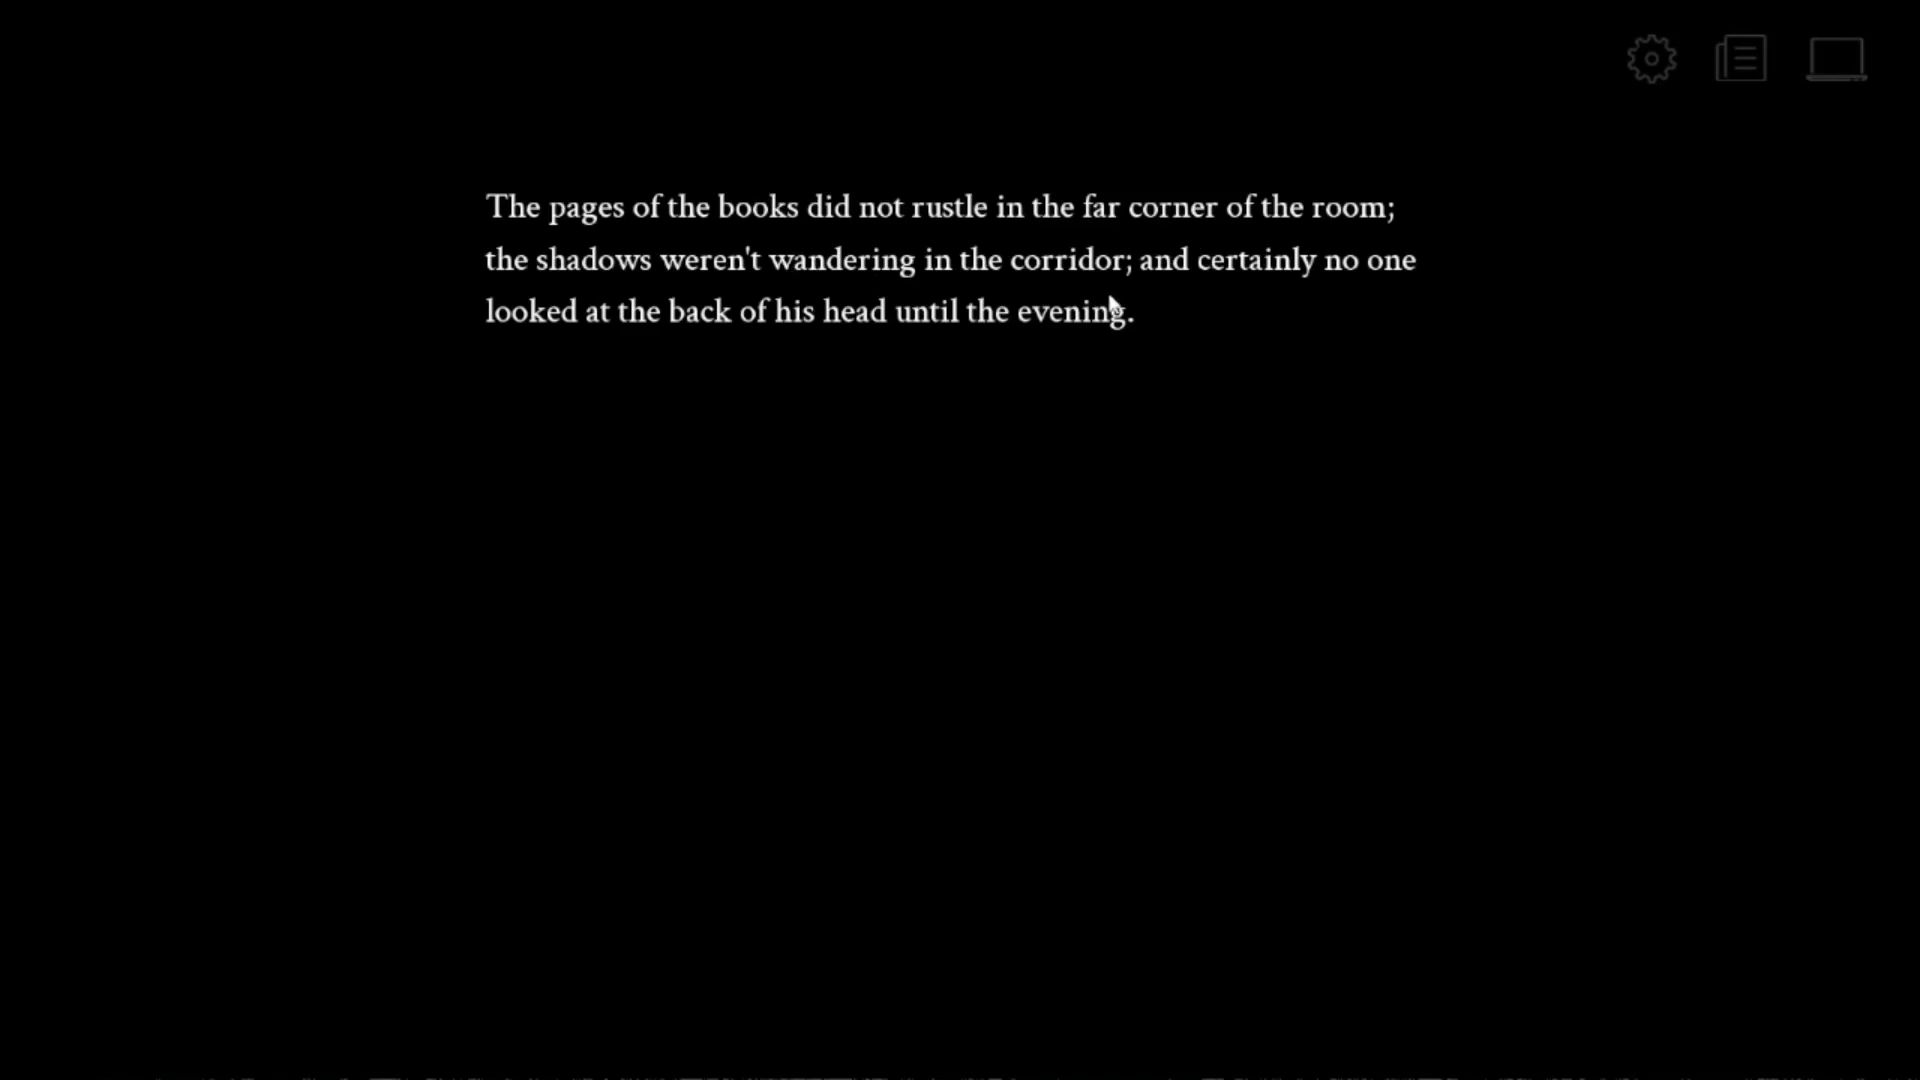 The pages of the books did not rustle in the far corner of the room;
the shadows weren't wandering in the corridor; and certainly no one
looked at the back of his head until the evening.